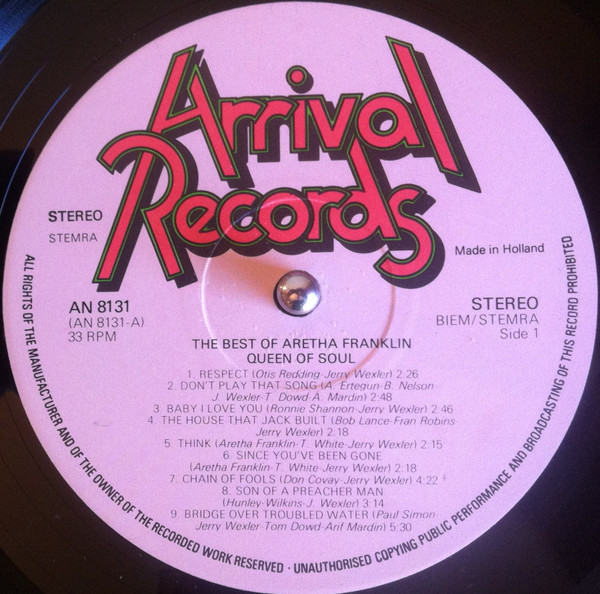 Arrival
Records
STEREO
STEMRA
Made in Holland
AN 8131
(AN 8131-A)
33 RPM
STEREO
BIEM/STEMRA
Side 1
THE BEST OF ARETHA FRANKLIN
QUEEN OF SOUL
1. RESPECT (Otis Redding-Jerry Wexler) 2:26
2. DON'T PLAY THAT SONG (A. Ertegun-B. Nelson
J. Wexler-T. Dowd-A. Mardin) 2:48
3. BABY I LOVE YOU (Ronnie Shannon-Jerry Wexler) 2:46
4. THE HOUSE THAT JACK BUILT (Bob Lance-Fran Robins-
Jerry Wexler) 2:18
5. THINK (Aretha Franklin-T. White-Jerry Wexler) 2:15
6. SINCE YOU'VE BEEN GONE
(Aretha Franklin-T. White-Jerry Wexler) 2:18
7. CHAIN OF FOOLS (Don Covay-Jerry Wexler) 4:22
8. SON OF A PREACHER MAN
(Hunley-Wilkins-J. Wexler) 3:14
9. BRIDGE OVER TROUBLED WATER (Paul Simon-
Jerry Wexler-Tom Dowd-Arif Mardin) 5:30
ALL RIGHTS OF THE MANUFACTURER AND OF THE OWNER OF THE RECORDED WORK RESERVED · UNAUTHORISED COPYING PUBLIC PERFORMANCE AND BROADCASTING OF THIS RECORD PROHIBITED